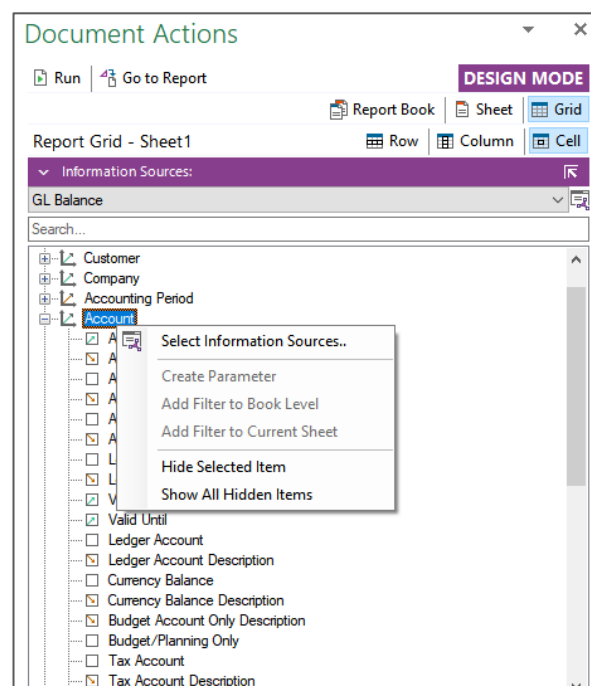 Document Actions
Run Go to Report DESIGN MODE
Report Book Sheet Grid
Report Grid - Sheet1 Row Column Cell
Information Sources:
GL Balance
Search...
Customer
Company
Accounting Period
Account
A
Select Information Sources..
A
A
Create Parameter
A
Add Filter to Book Level
A
Add Filter to Current Sheet
A
L
Hide Selected Item
L
V
Show All Hidden Items
Valid Until
Ledger Account
Ledger Account Description
Currency Balance
Currency Balance Description
Budget Account Only Description
Budget/Planning Only
Tax Account
Tax Account Description